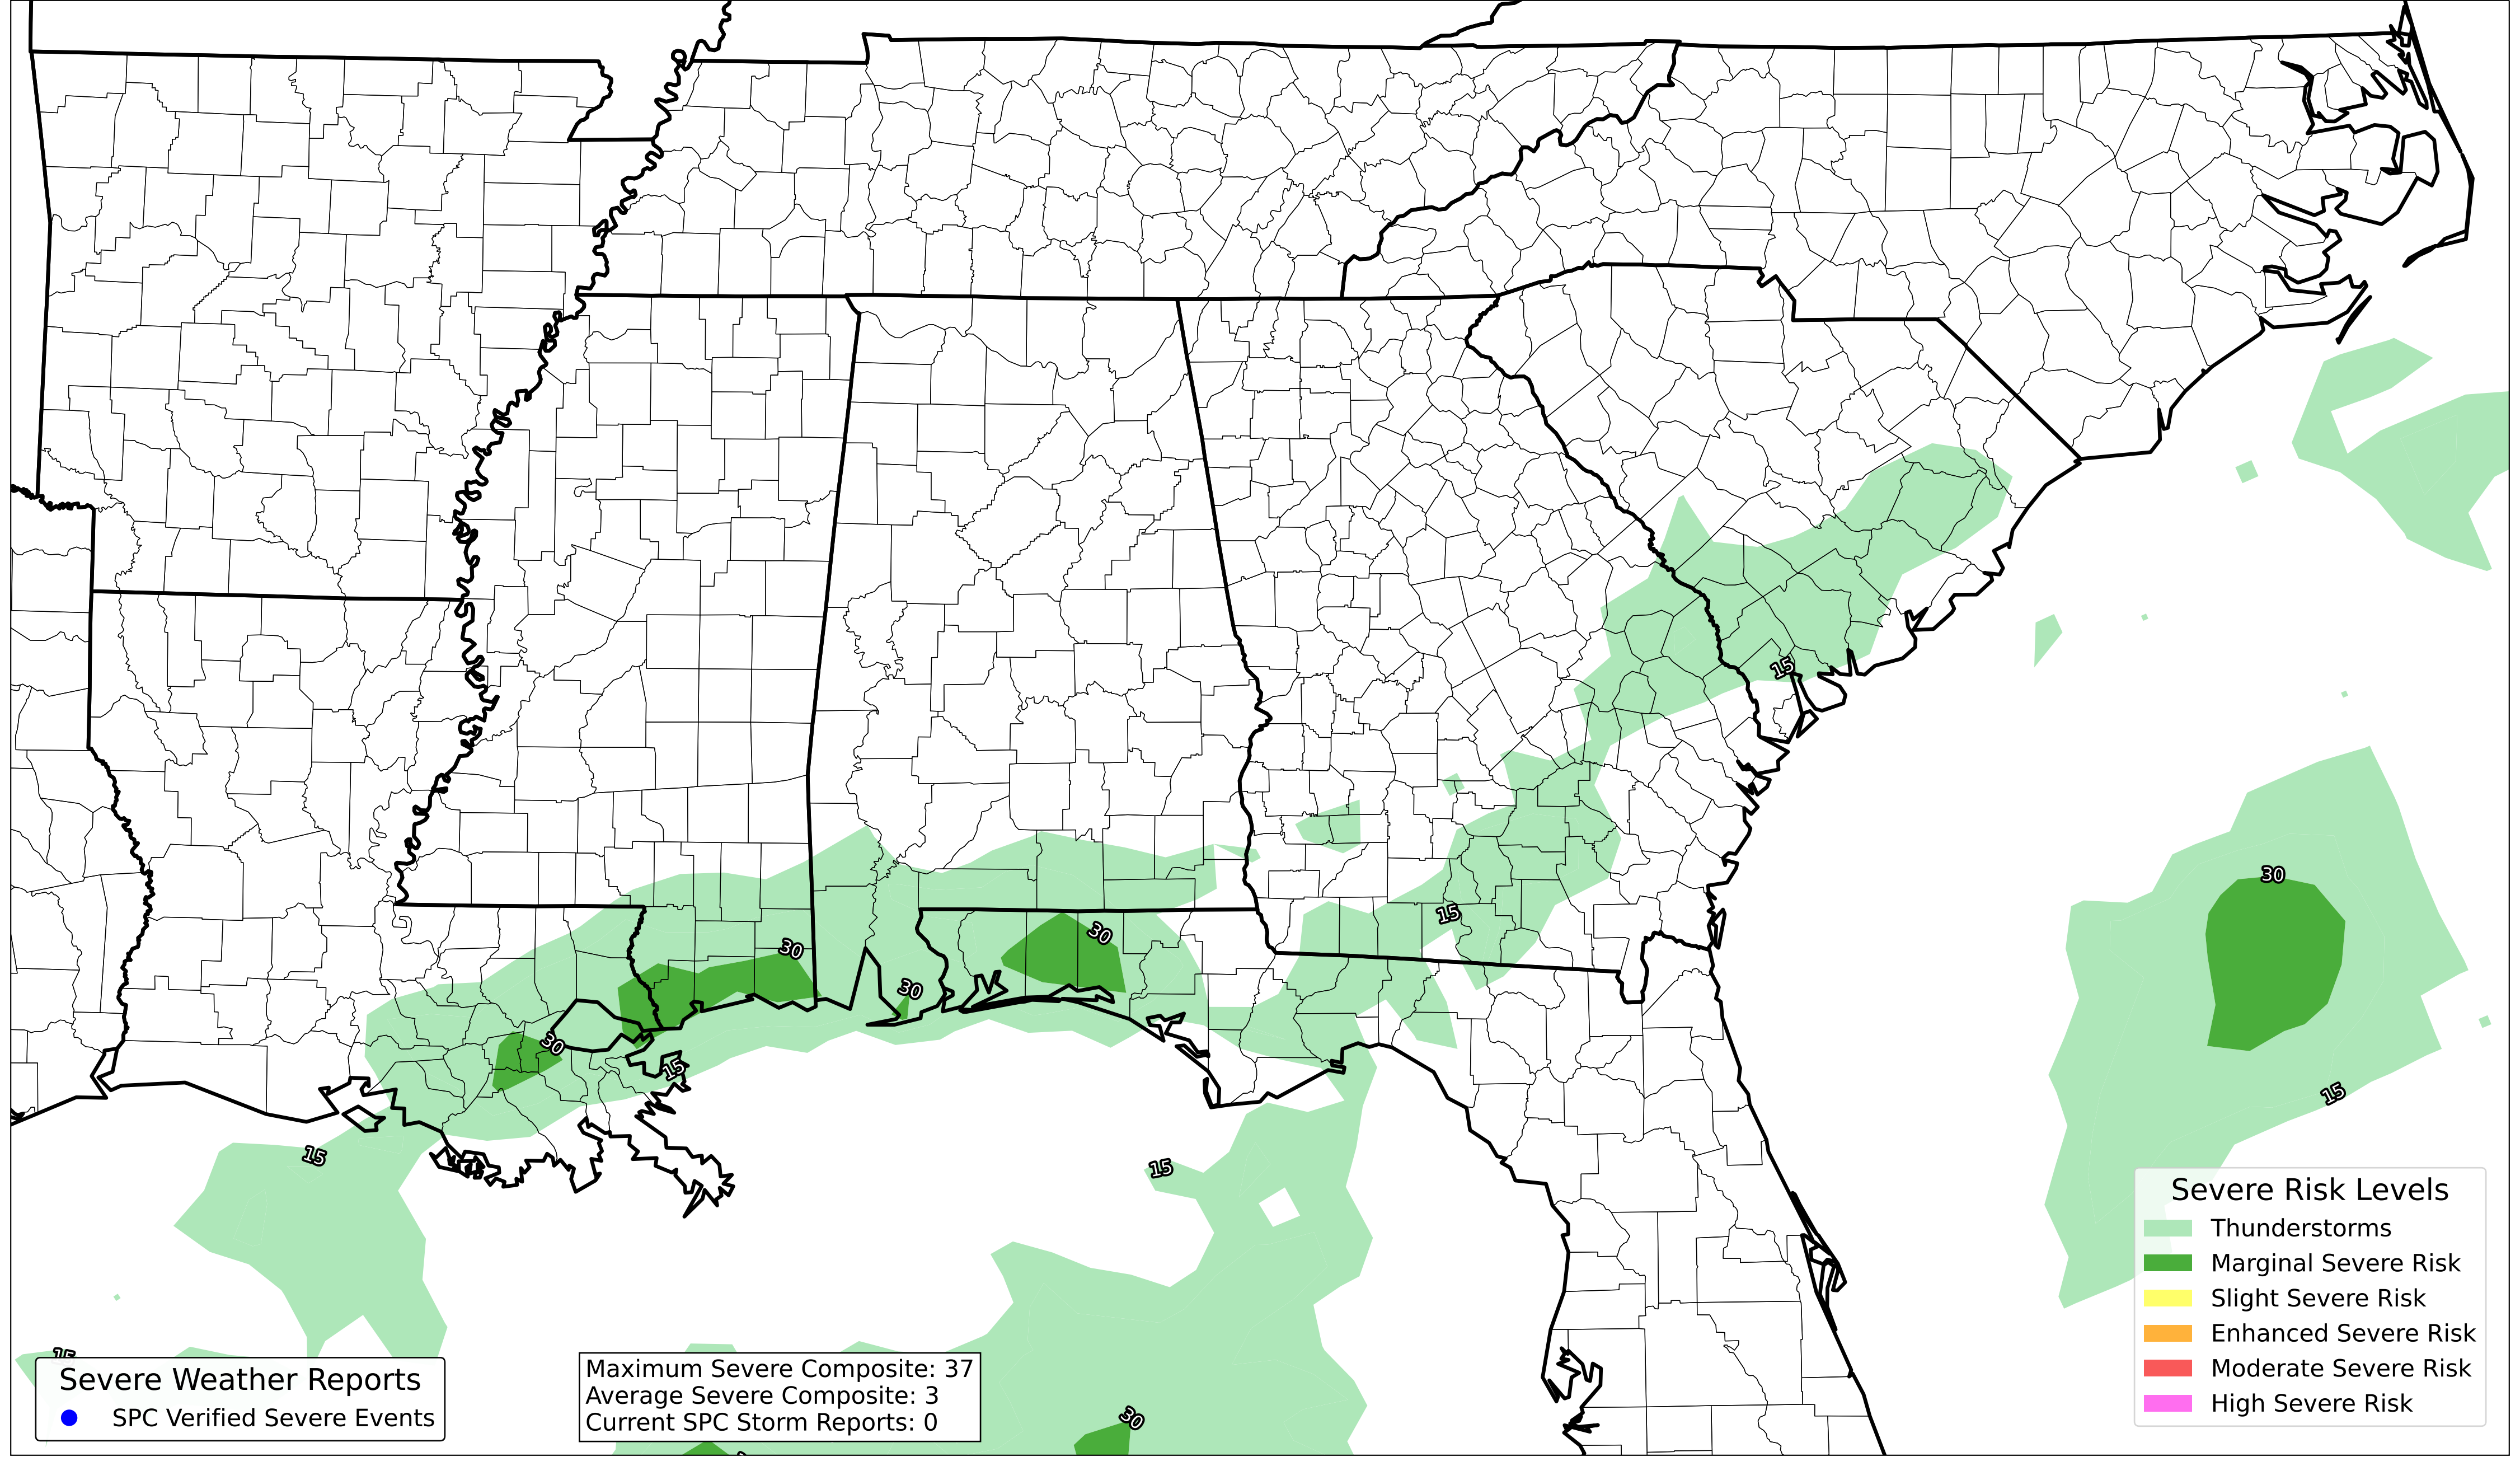 15
30
30
30
15
30
30
15
15
15
15
15
30
Severe Risk Levels
Thunderstorms
Marginal Severe Risk
Slight Severe Risk
Enhanced Severe Risk
Moderate Severe Risk
High Severe Risk
Severe Weather Reports
SPC Verified Severe Events
Maximum Severe Composite: 37
Average Severe Composite: 3
Current SPC Storm Reports: 0